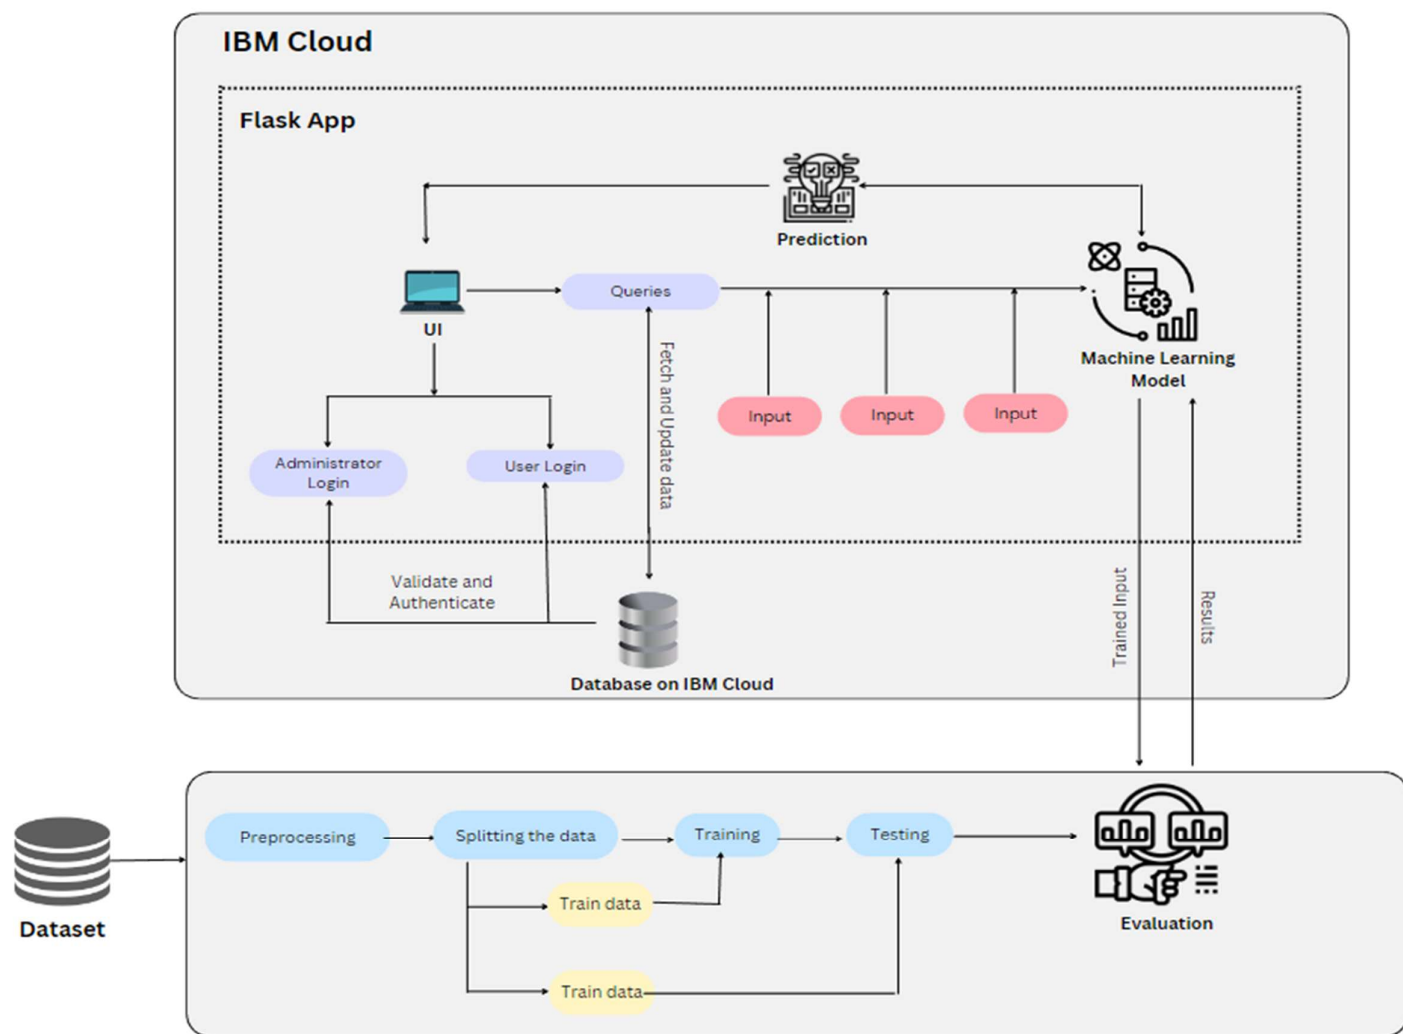 IBM Cloud
Flask App
Prediction
UI
Queries
Machine Learning
Model
Fetch and Update data
Input
Input
Input
Administrator
Login
User Login
Validate and
Authenticate
Database on IBM Cloud
Trained Input
Results
Dataset
Preprocessing
Splitting the data
Training
Testing
Train data
Train data
Evaluation